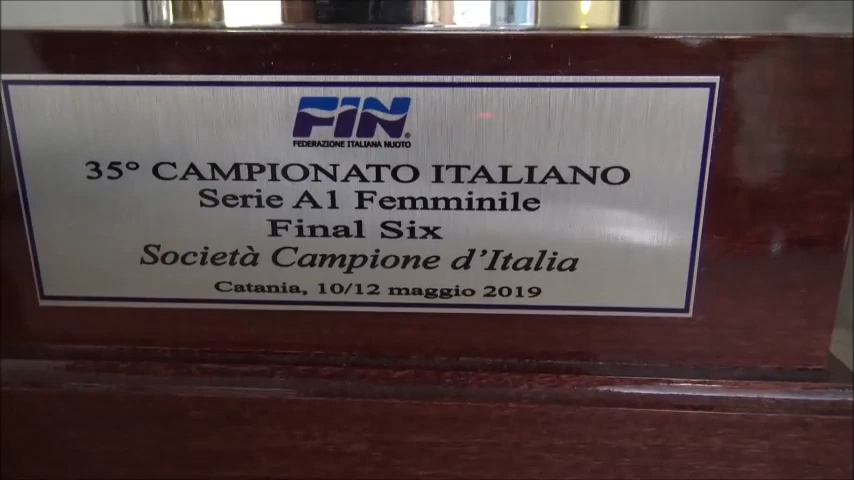 FIN®
FEDERAZIONE ITALIANA NUOTO
35° CAMPIONATO ITALIANO
Serie A1 Femminile
Final Six
Società Campione d'Italia
Catania, 10/12 maggio 2019